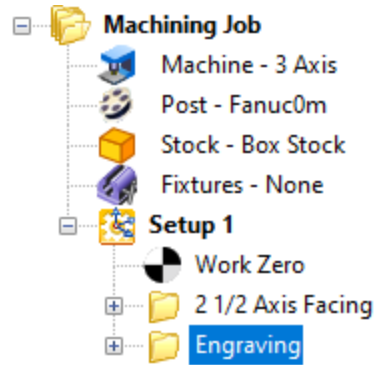 Machining Job
Machine - 3 Axis
Post - Fanuc0m
Stock - Box Stock
Fixtures - None
Setup 1
Work Zero
2 1/2 Axis Facing
Engraving